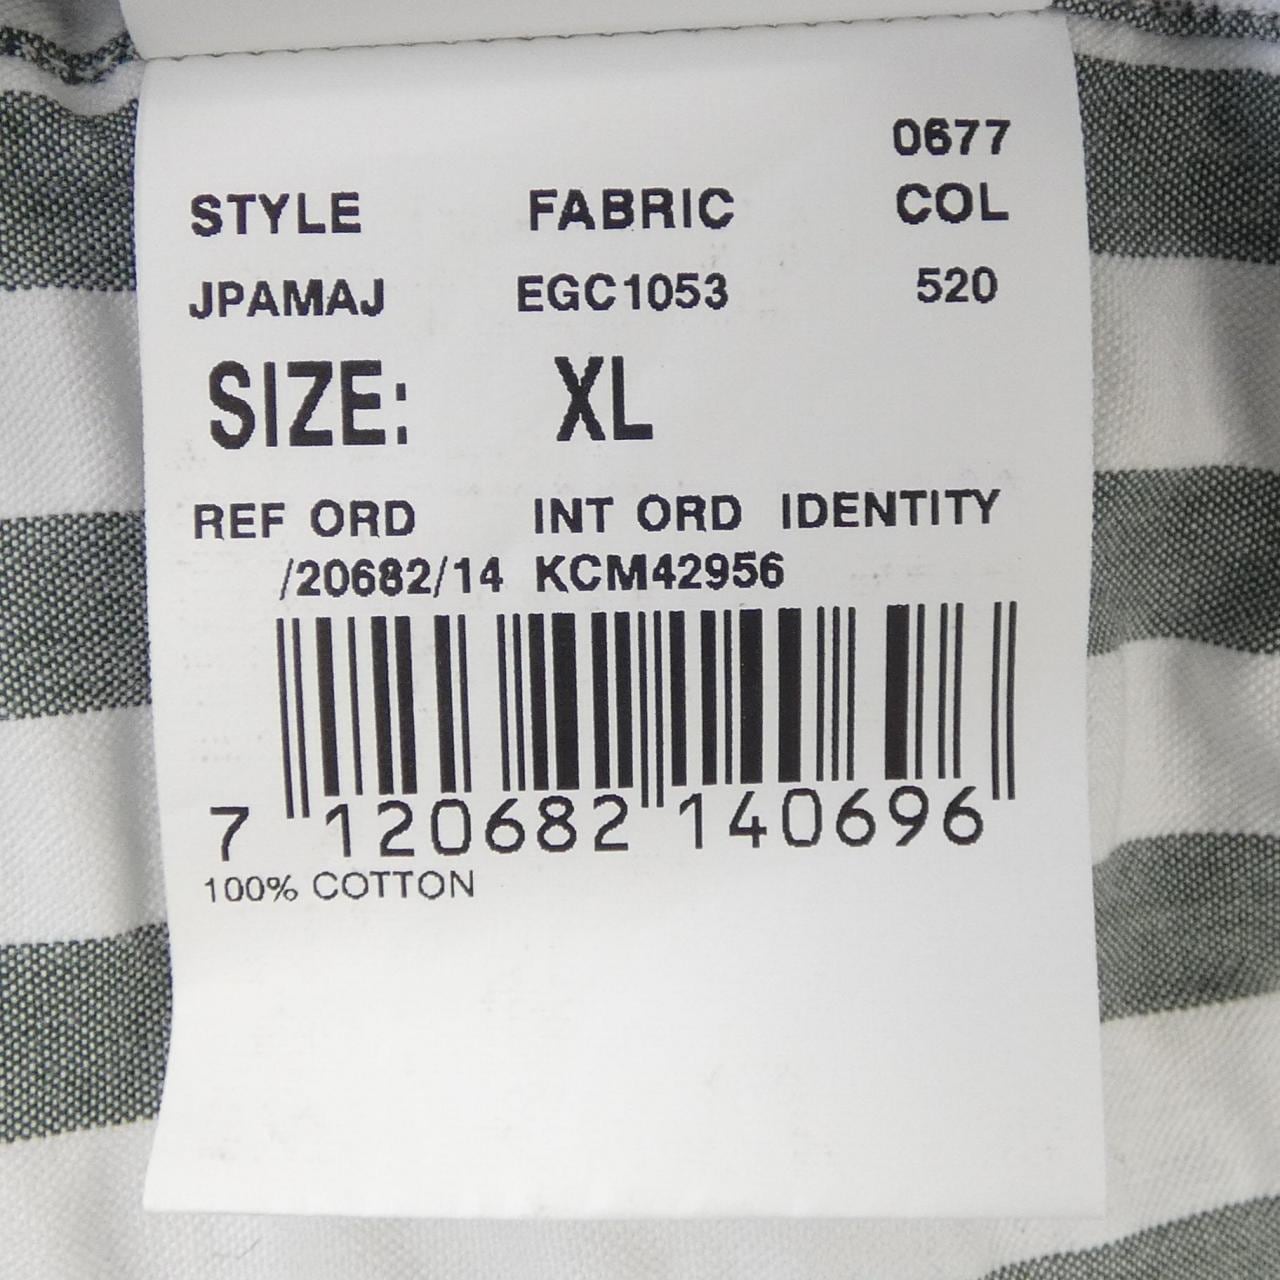 0677
STYLE FABRIC COL
JPAMAJ EGC1053 520
SIZE: XL
REF ORD INT ORD IDENTITY
/20682/14 KCM42956
7 120682 140696
100% COTTON